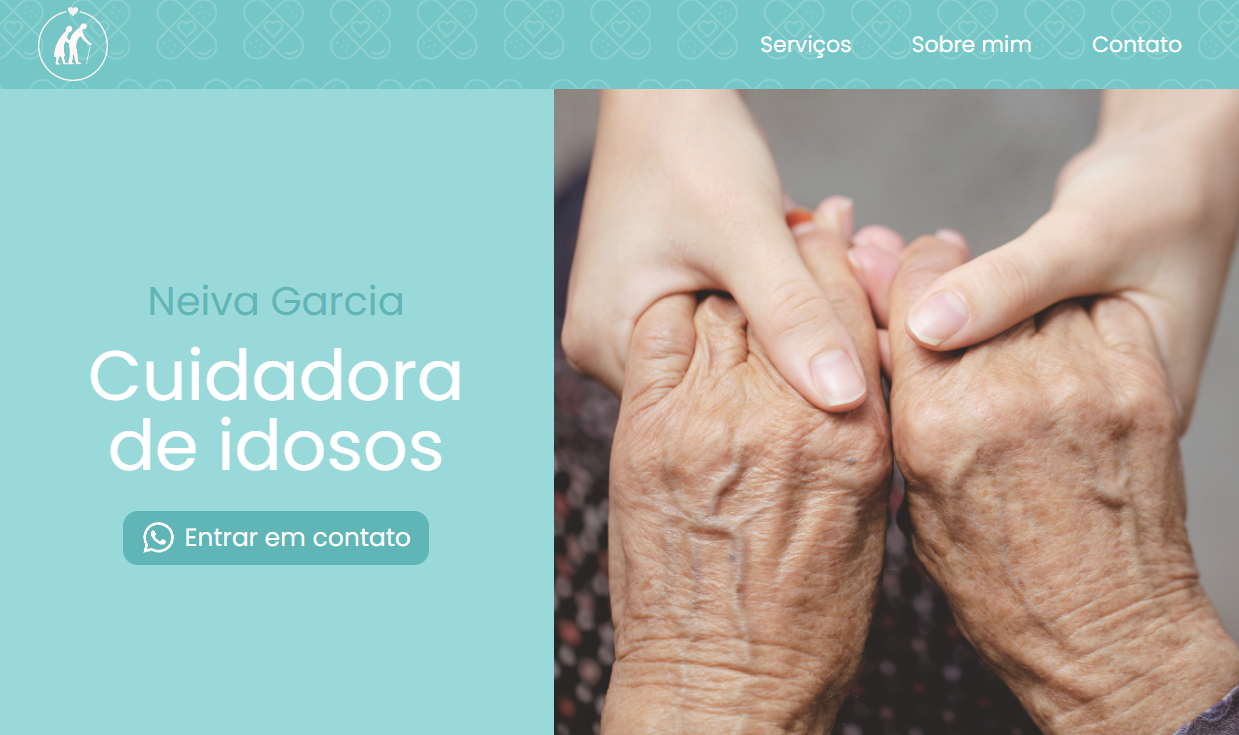 Serviços
Sobre mim
Contato
Neiva Garcia
Cuidadora
de idosos
Entrar em contato